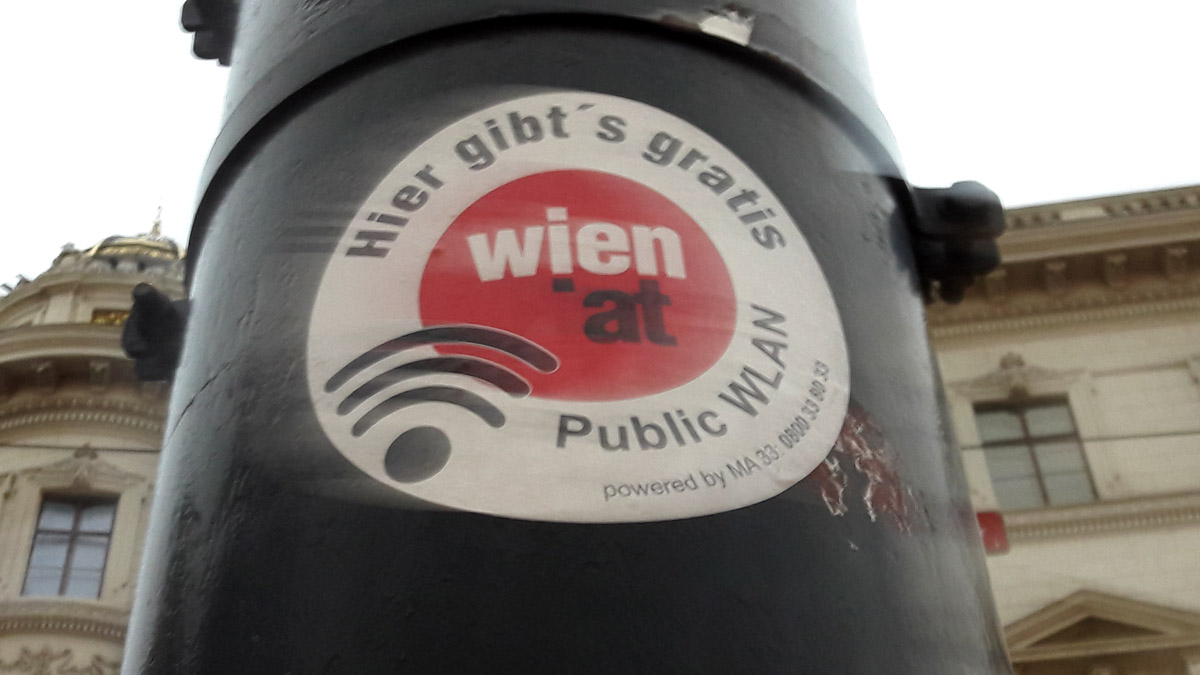 Hier gibt´s gratis
wien
.at
Public WLAN
powered by MA 33 · 0800 33 80 33